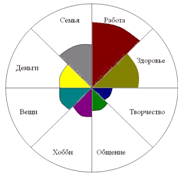 Семья
Работа
Деньги
Здоровье
Вещи
Творчество
Хобби
Общение